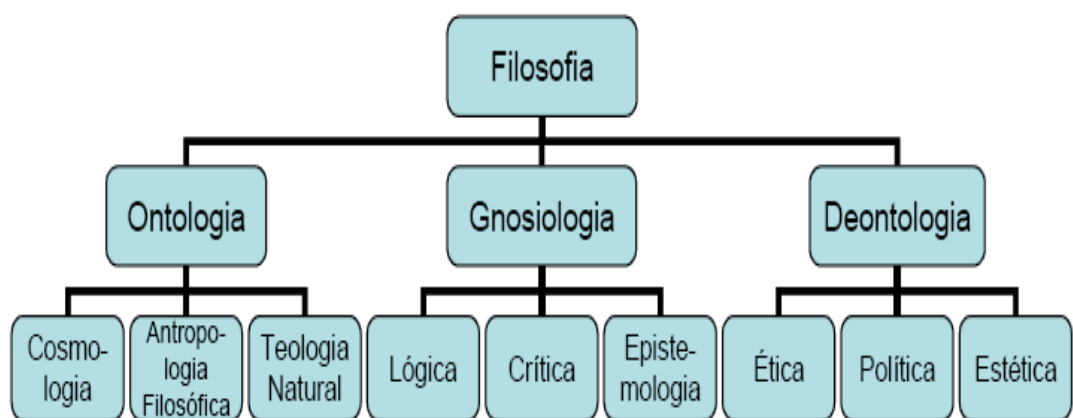 Filosofia
Ontologia
Gnosiologia
Deontologia
Cosmo-
logia
Antropo-
logia
Filosófica
Teologia
Natural
Lógica
Crítica
Episte-
mologia
Ética
Política
Estética